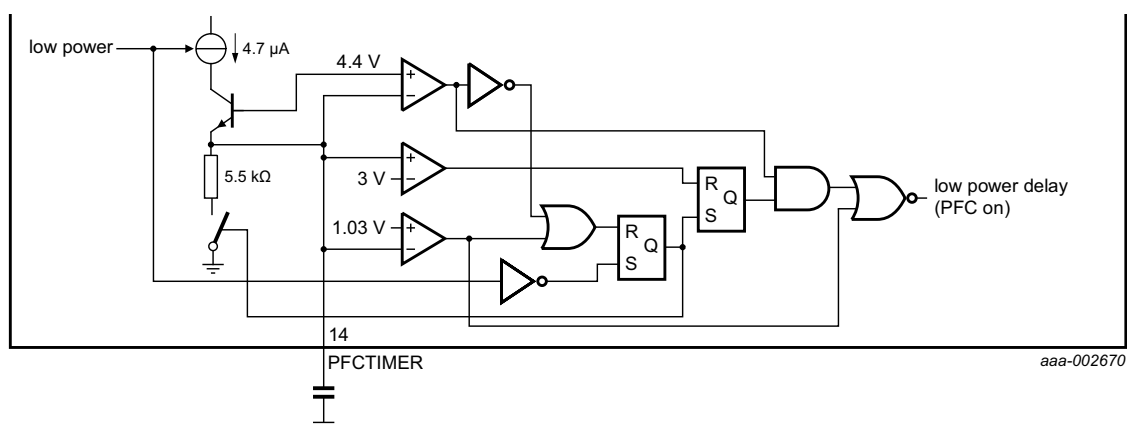 low power
4.7 µA
4.4 V
+
−
5.5 kΩ
+
3 V
−
1.03 V
+
−
R
S
Q
R
S
Q
low power delay
(PFC on)
14
PFCTIMER
aaa-002670